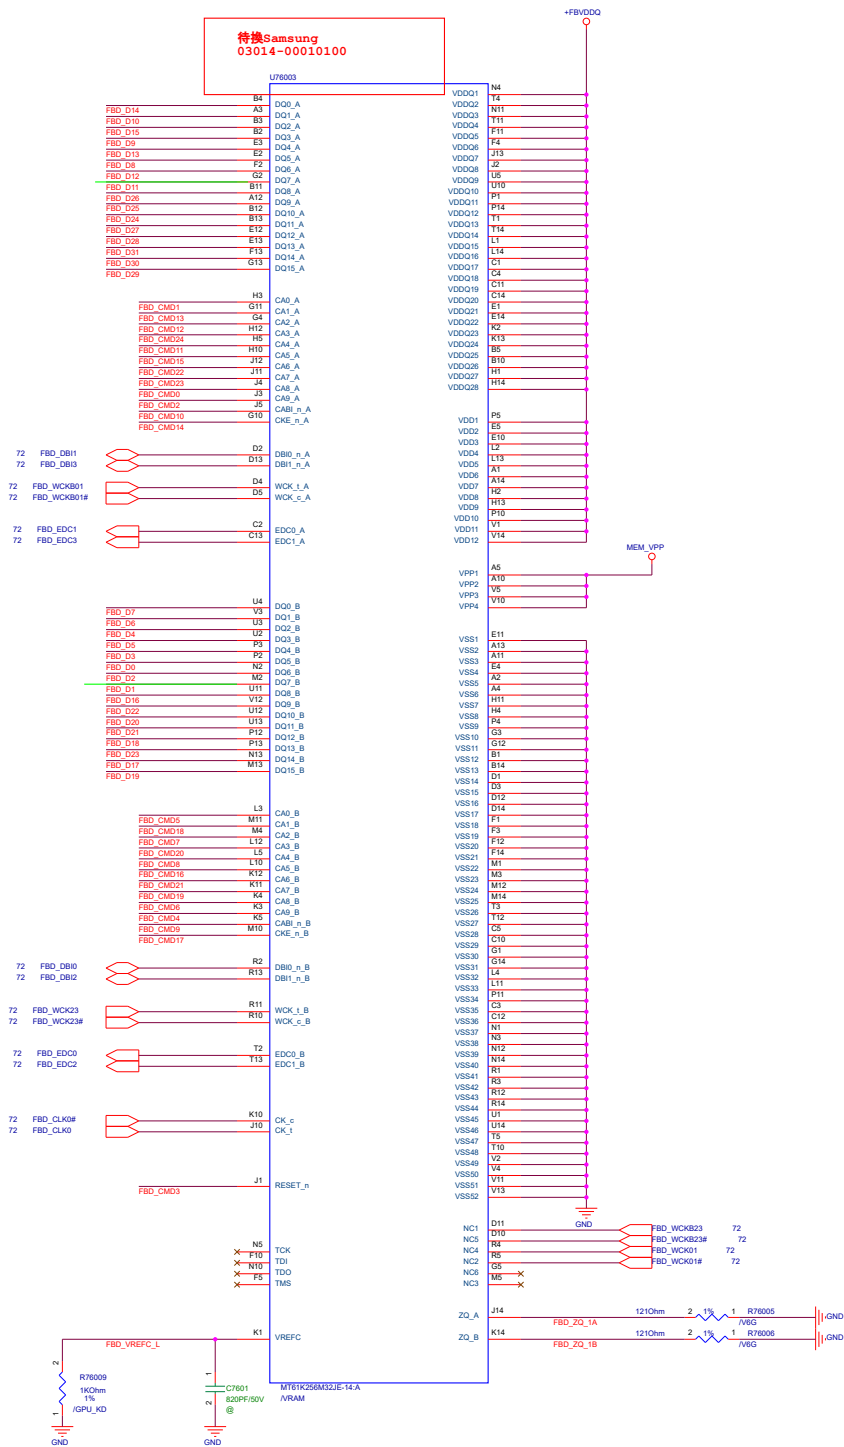 +FBVDDQ
待換Samsung
03014-00010100
U76003
B4 DQ0_A VDDQ1 N4
FBD_D14 A3 DQ1_A VDDQ2 T4
FBD_D10 B3 DQ2_A VDDQ3 N11
FBD_D15 B2 DQ3_A VDDQ4 T11
FBD_D9 E3 DQ4_A VDDQ5 F11
FBD_D13 E2 DQ5_A VDDQ6 F4
FBD_D8 F2 DQ6_A VDDQ7 J13
FBD_D12 G2 DQ7_A VDDQ8 J2
FBD_D11 B11 DQ8_A VDDQ9 U5
FBD_D26 A12 DQ9_A VDDQ10 U10
FBD_D25 B12 DQ10_A VDDQ11 P1
FBD_D24 B13 DQ11_A VDDQ12 P14
FBD_D27 E12 DQ12_A VDDQ13 T1
FBD_D28 E13 DQ13_A VDDQ14 T14
FBD_D31 F13 DQ14_A VDDQ15 L1
FBD_D30 G13 DQ15_A VDDQ16 L14
FBD_D29 VDDQ17 C1
VDDQ18 C4
VDDQ19 C11
H3 CA0_A VDDQ20 C14
FBD_CMD1 G11 CA1_A VDDQ21 E1
FBD_CMD13 G4 CA2_A VDDQ22 E14
FBD_CMD12 H12 CA3_A VDDQ23 K2
FBD_CMD24 H5 CA4_A VDDQ24 K13
FBD_CMD11 H10 CA5_A VDDQ25 B5
FBD_CMD15 J12 CA6_A VDDQ26 B10
FBD_CMD22 J11 CA7_A VDDQ27 H1
FBD_CMD23 J4 CA8_A VDDQ28 H14
FBD_CMD0 J3 CA9_A
FBD_CMD2 J5 CABI_n_A
FBD_CMD10 G10 CKE_n_A VDD1 P5
FBD_CMD14 VDD2 E5
VDD3 E10
72 FBD_DBI1 D2 DBI0_n_A VDD4 L2
72 FBD_DBI3 D13 DBI1_n_A VDD5 L13
VDD6 A1
72 FBD_WCKB01 D4 WCK_t_A VDD7 A14
72 FBD_WCKB01# D5 WCK_c_A VDD8 H2
VDD9 H13
VDD10 P10
72 FBD_EDC1 C2 EDC0_A VDD11 V1
72 FBD_EDC3 C13 EDC1_A VDD12 V14
MEM_VPP
VPP1 A5
VPP2 A10
VPP3 V5
U4 DQ0_B VPP4 V10
FBD_D7 V3 DQ1_B
FBD_D6 U3 DQ2_B
FBD_D4 U2 DQ3_B VSS1 E11
FBD_D5 P3 DQ4_B VSS2 A13
FBD_D3 P2 DQ5_B VSS3 A11
FBD_D0 N2 DQ6_B VSS4 E4
FBD_D2 M2 DQ7_B VSS5 A2
FBD_D1 U11 DQ8_B VSS6 A4
FBD_D16 V12 DQ9_B VSS7 H11
FBD_D22 U12 DQ10_B VSS8 H4
FBD_D20 U13 DQ11_B VSS9 P4
FBD_D21 P12 DQ12_B VSS10 G3
FBD_D18 P13 DQ13_B VSS11 G12
FBD_D23 N13 DQ14_B VSS12 B1
FBD_D17 M13 DQ15_B VSS13 B14
FBD_D19 VSS14 D1
VSS15 D3
VSS16 D12
L3 CA0_B VSS17 D14
FBD_CMD5 M11 CA1_B VSS18 F1
FBD_CMD18 M4 CA2_B VSS19 F3
FBD_CMD7 L12 CA3_B VSS20 F12
FBD_CMD20 L5 CA4_B VSS21 F14
FBD_CMD8 L10 CA5_B VSS22 M1
FBD_CMD16 K12 CA6_B VSS23 M3
FBD_CMD21 K11 CA7_B VSS24 M12
FBD_CMD19 K4 CA8_B VSS25 M14
FBD_CMD6 K3 CA9_B VSS26 T3
FBD_CMD4 K5 CABI_n_B VSS27 T12
FBD_CMD9 M10 CKE_n_B VSS28 C5
FBD_CMD17 VSS29 C10
VSS30 G1
72 FBD_DBI0 R2 DBI0_n_B VSS31 G14
72 FBD_DBI2 R13 DBI1_n_B VSS32 L4
VSS33 L11
VSS34 P11
72 FBD_WCK23 R11 WCK_t_B VSS35 C3
72 FBD_WCK23# R10 WCK_c_B VSS36 C12
VSS37 N1
VSS38 N3
72 FBD_EDC0 T2 EDC0_B VSS39 N12
72 FBD_EDC2 T13 EDC1_B VSS40 N14
VSS41 R1
VSS42 R3
VSS43 R12
VSS44 R14
72 FBD_CLK0# K10 CK_c VSS45 U1
72 FBD_CLK0 J10 CK_t VSS46 U14
VSS47 T5
VSS48 T10
VSS49 V2
VSS50 V4
FBD_CMD3 J1 RESET_n VSS51 V11
VSS52 V13
GND
NC1 D11 FBD_WCKB23 72
NC5 D10 FBD_WCKB23# 72
N5 TCK NC4 R4 FBD_WCK01 72
F10 TDI NC2 R5 FBD_WCK01# 72
N10 TDO NC6 G5
F5 TMS NC3 M5
ZQ_A J14 FBD_ZQ_1A 121Ohm 2 1% 1 R76005 /V6G GND
FBD_VREFC_L K1 VREFC ZQ_B K14 FBD_ZQ_1B 121Ohm 2 1% 1 R76006 /V6G GND
2 R76009 1KOhm 1% /GPU_KD 1 GND
1 C7601 820PF/50V @ 2 GND
MT61K256M32JE-14:A
/VRAM